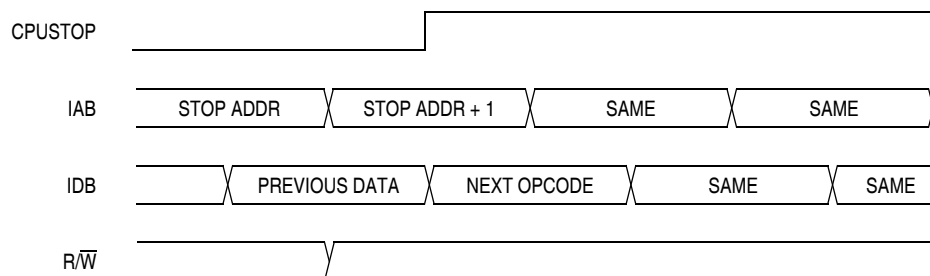 CPUSTOP
IAB STOP ADDR STOP ADDR + 1 SAME SAME
IDB PREVIOUS DATA NEXT OPCODE SAME SAME
R/W̅